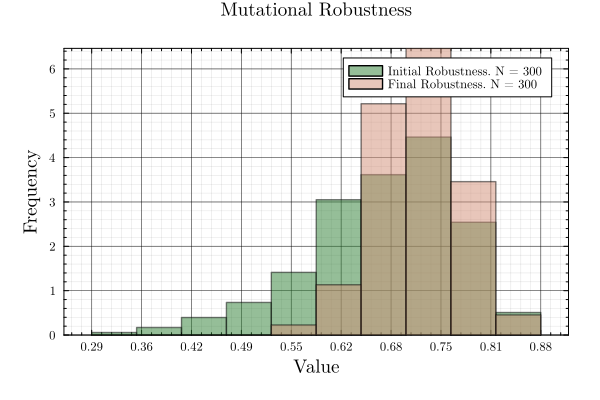 Mutational Robustness
Initial Robustness. N = 300
Final Robustness. N = 300
Frequency
6
5
4
3
2
1
0
0.29 0.36 0.42 0.49 0.55 0.62 0.68 0.75 0.81 0.88
Value